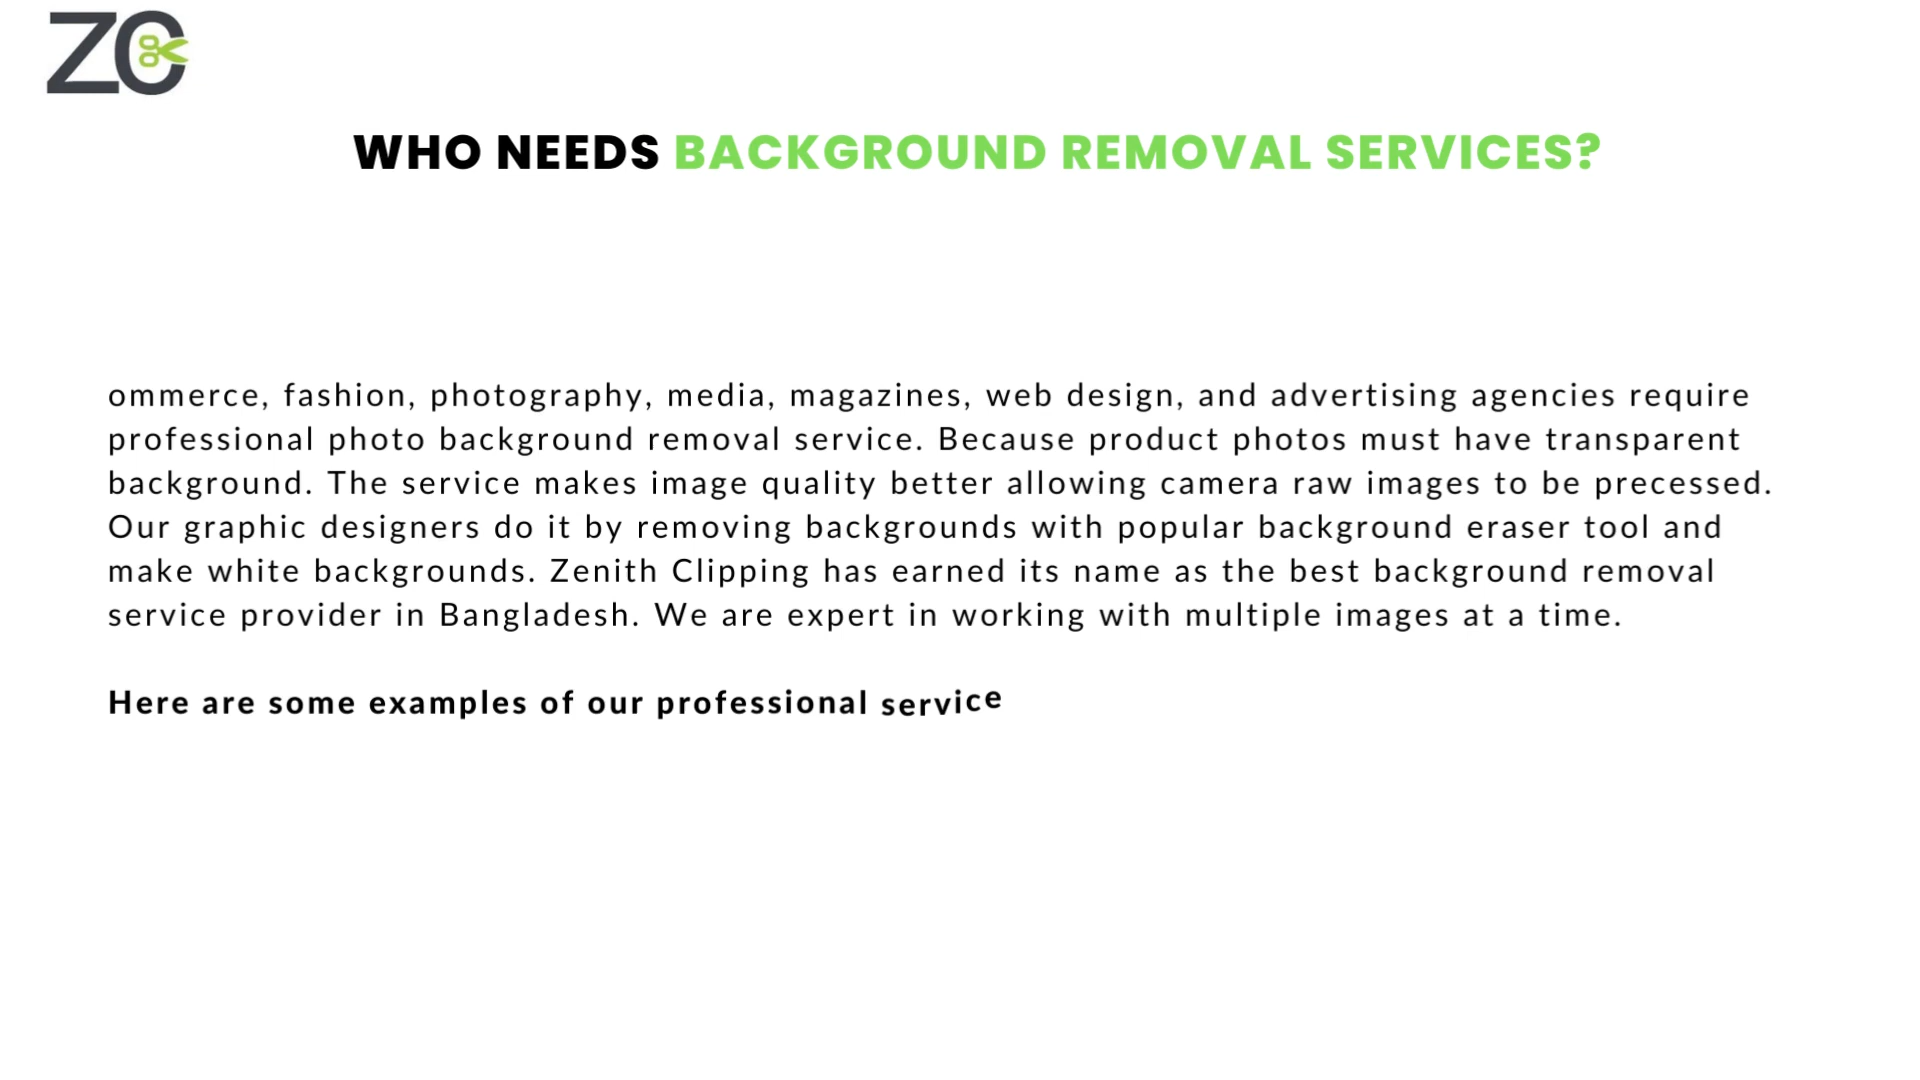 ZC
WHO NEEDS BACKGROUND REMOVAL SERVICES?
ommerce, fashion, photography, media, magazines, web design, and advertising agencies require
professional photo background removal service. Because product photos must have transparent
background. The service makes image quality better allowing camera raw images to be precessed.
Our graphic designers do it by removing backgrounds with popular background eraser tool and
make white backgrounds. Zenith Clipping has earned its name as the best background removal
service provider in Bangladesh. We are expert in working with multiple images at a time.
Here are some examples of our professional service